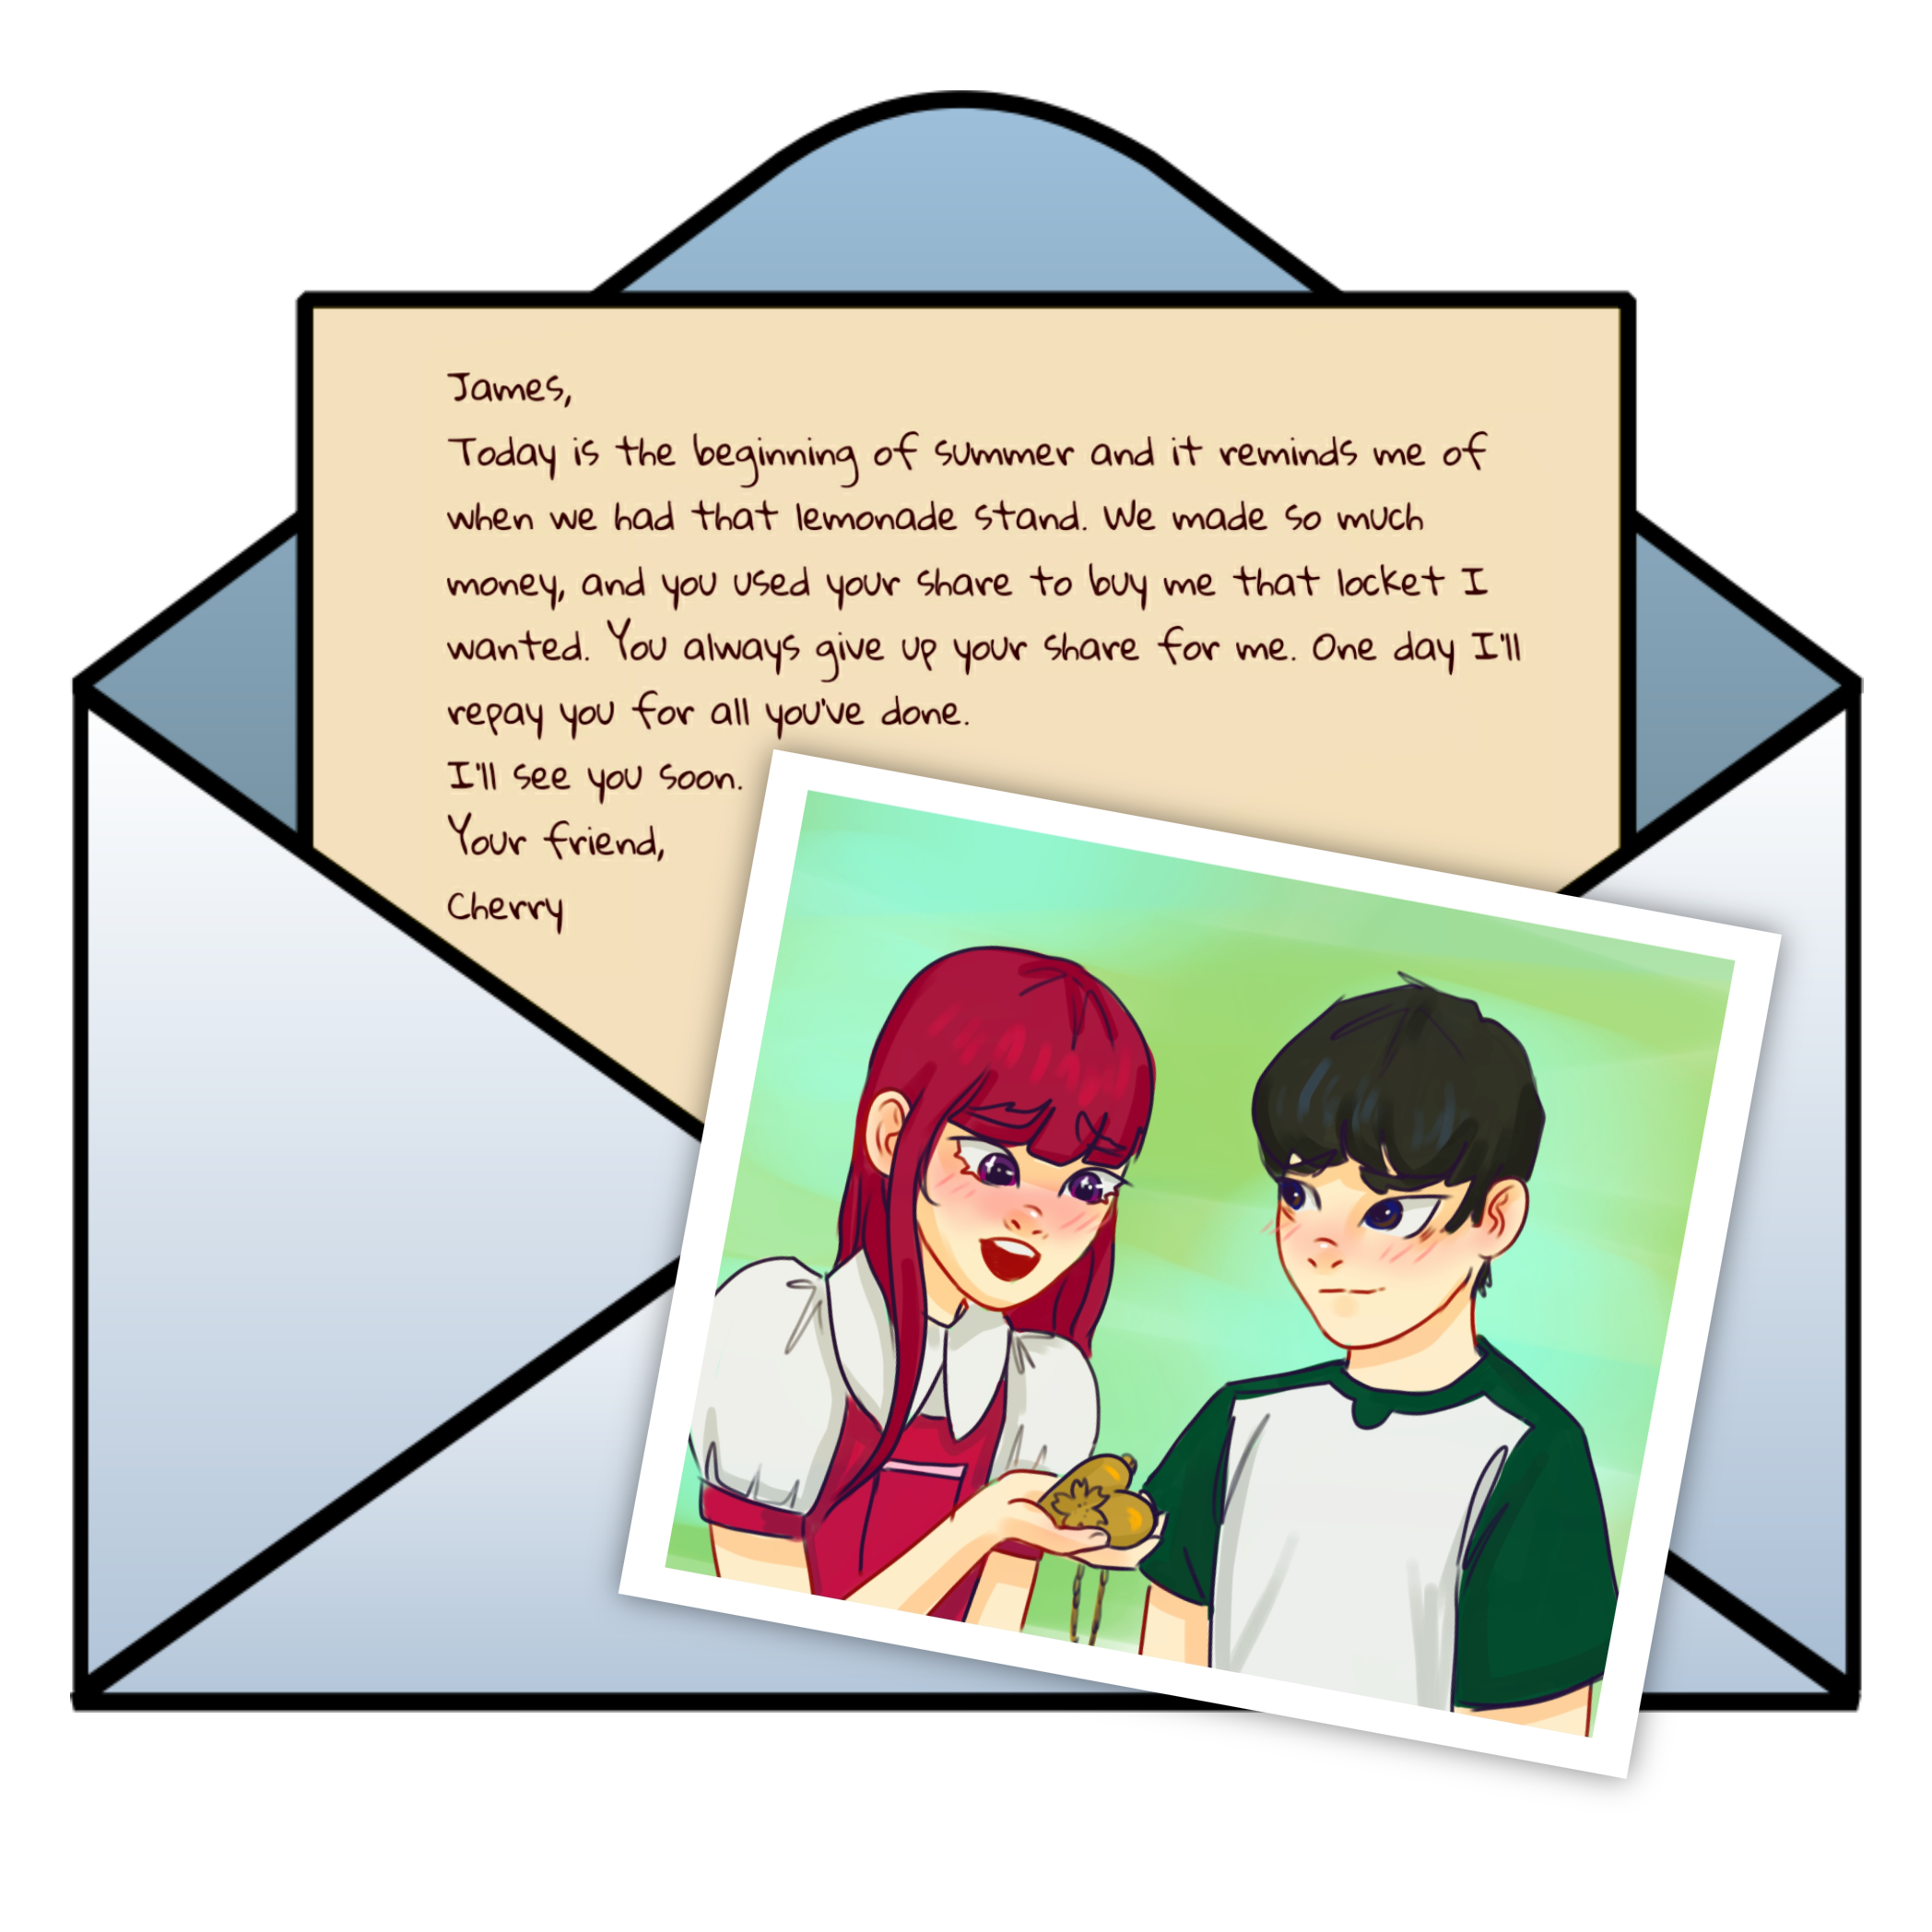 James,
Today is the beginning of summer and it reminds me of
when we had that lemonade stand. We made so much
money, and you used your share to buy me that locket I
wanted. You always give up your share for me. One day I'll
repay you for all you've done.
I'll see you soon.
Your friend,
Cherry